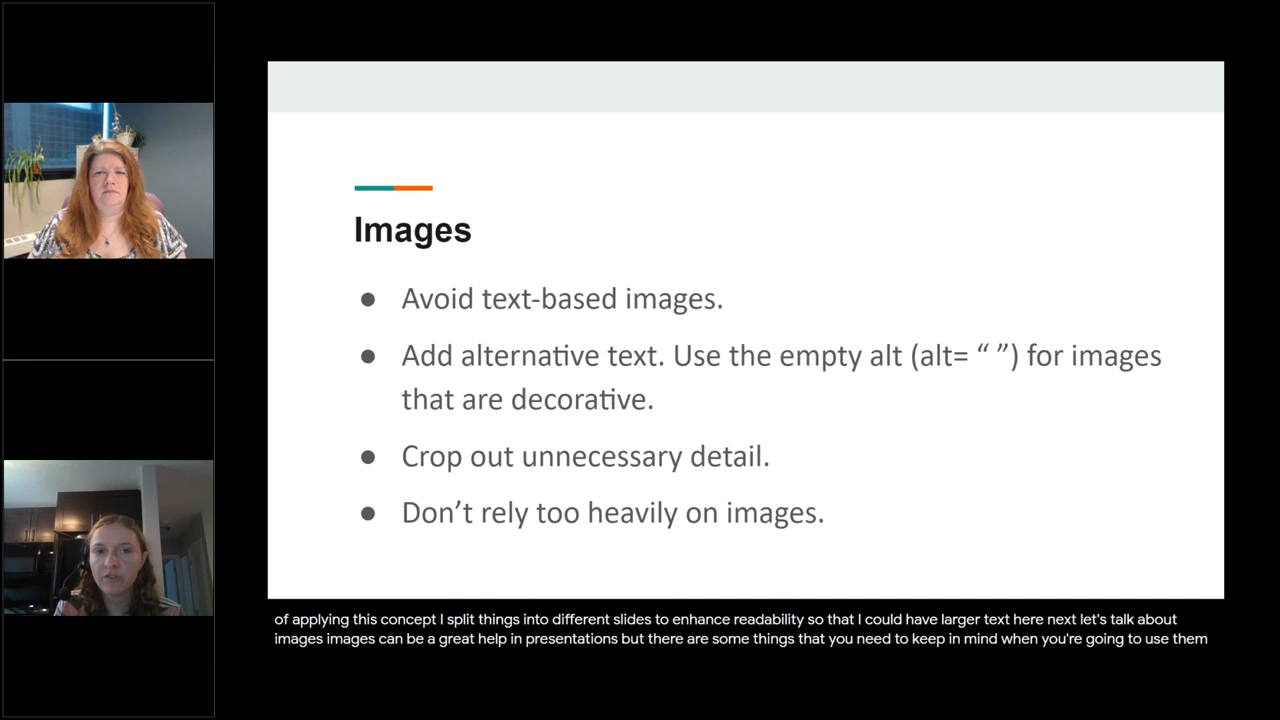 Images
● Avoid text-based images.
● Add alternative text. Use the empty alt (alt= “ ”) for images
that are decorative.
● Crop out unnecessary detail.
● Don’t rely too heavily on images.
of applying this concept I split things into different slides to enhance readability so that I could have larger text here next let's talk about
images images can be a great help in presentations but there are some things that you need to keep in mind when you're going to use them